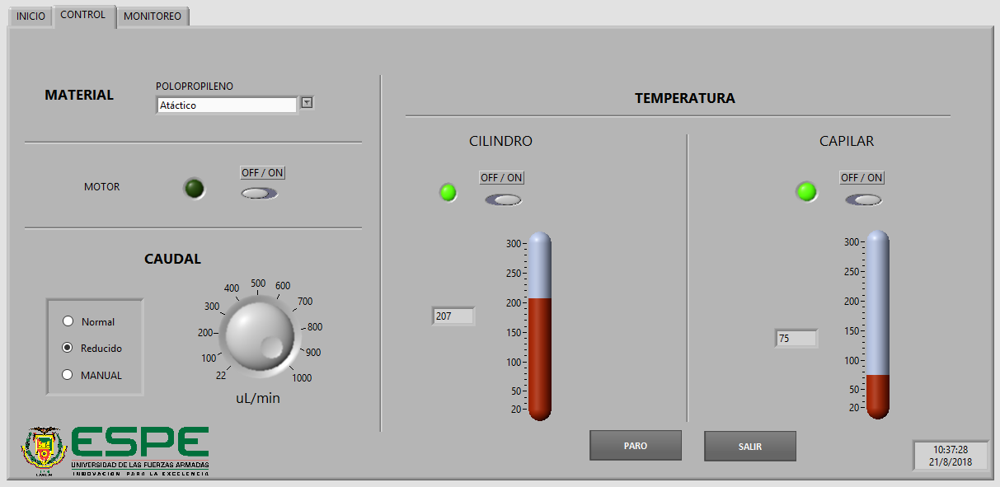 INICIO
CONTROL
MONITOREO
MATERIAL
POLOPROPILENO
Atáctico
MOTOR
OFF / ON
CAUDAL
Normal
Reducido
MANUAL
22
100
200
300
400
500
600
700
800
900
1000
uL/min
TEMPERATURA
CILINDRO
OFF / ON
300
250
200
150
100
50
20
207
CAPILAR
OFF / ON
300
250
200
150
100
50
20
75
PARO
SALIR
10:37:28
21/8/2018
ESPE
UNIVERSIDAD DE LAS FUERZAS ARMADAS
INNOVACION PARA LA EXCELENCIA